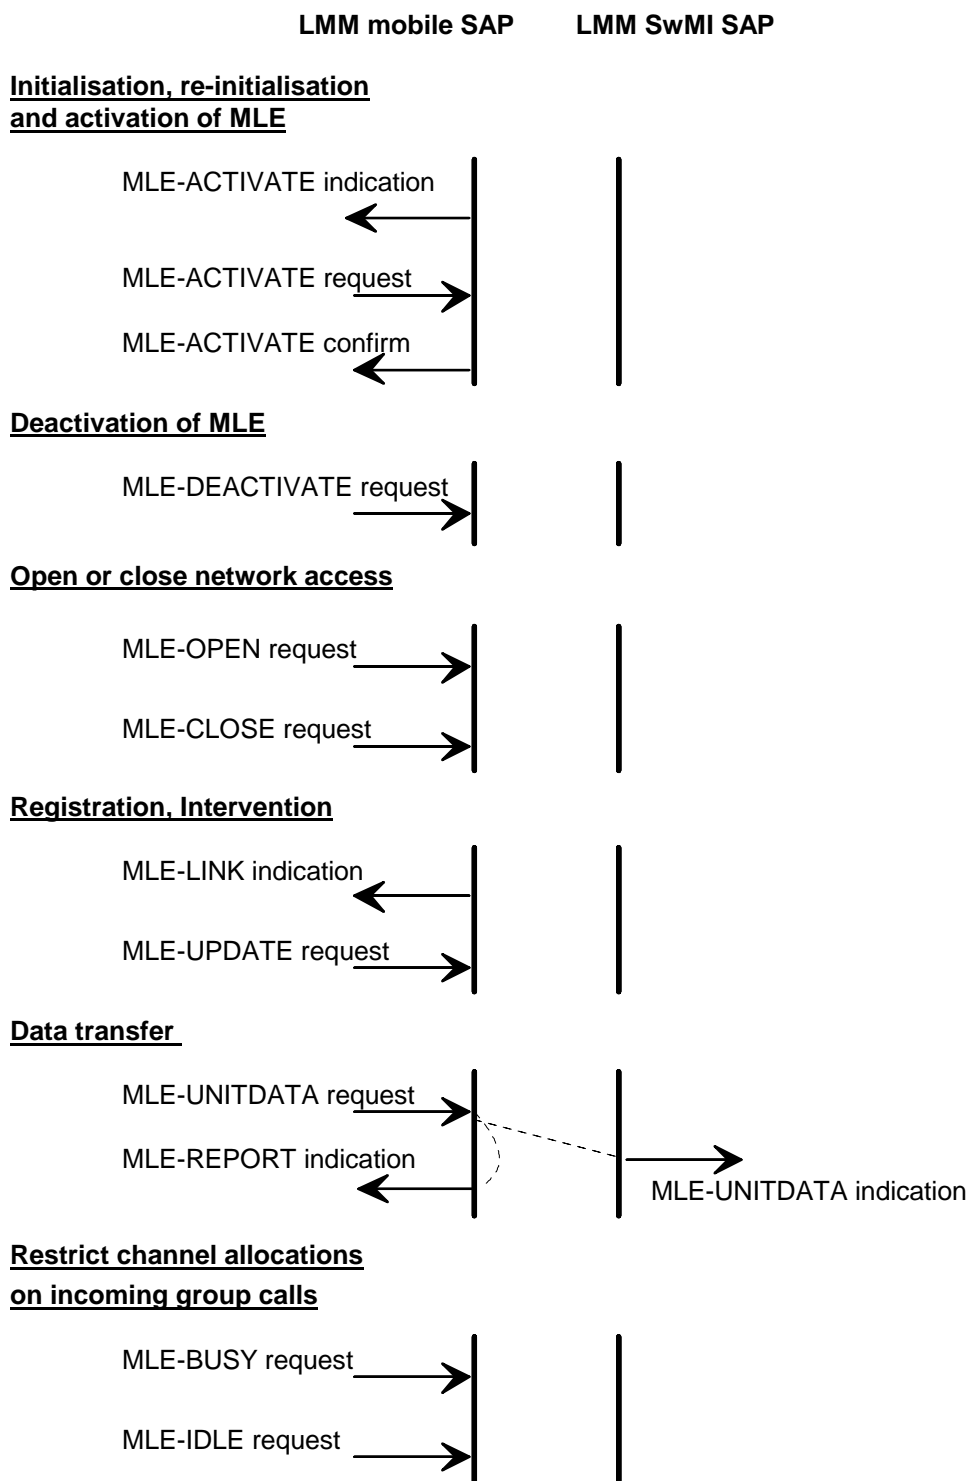 LMM mobile SAP LMM SwMI SAP
Initialisation, re-initialisation
and activation of MLE
MLE-ACTIVATE indication
MLE-ACTIVATE request
MLE-ACTIVATE confirm
Deactivation of MLE
MLE-DEACTIVATE request
Open or close network access
MLE-OPEN request
MLE-CLOSE request
Registration, Intervention
MLE-LINK indication
MLE-UPDATE request
Data transfer
MLE-UNITDATA request
MLE-REPORT indication
MLE-UNITDATA indication
Restrict channel allocations
on incoming group calls
MLE-BUSY request
MLE-IDLE request